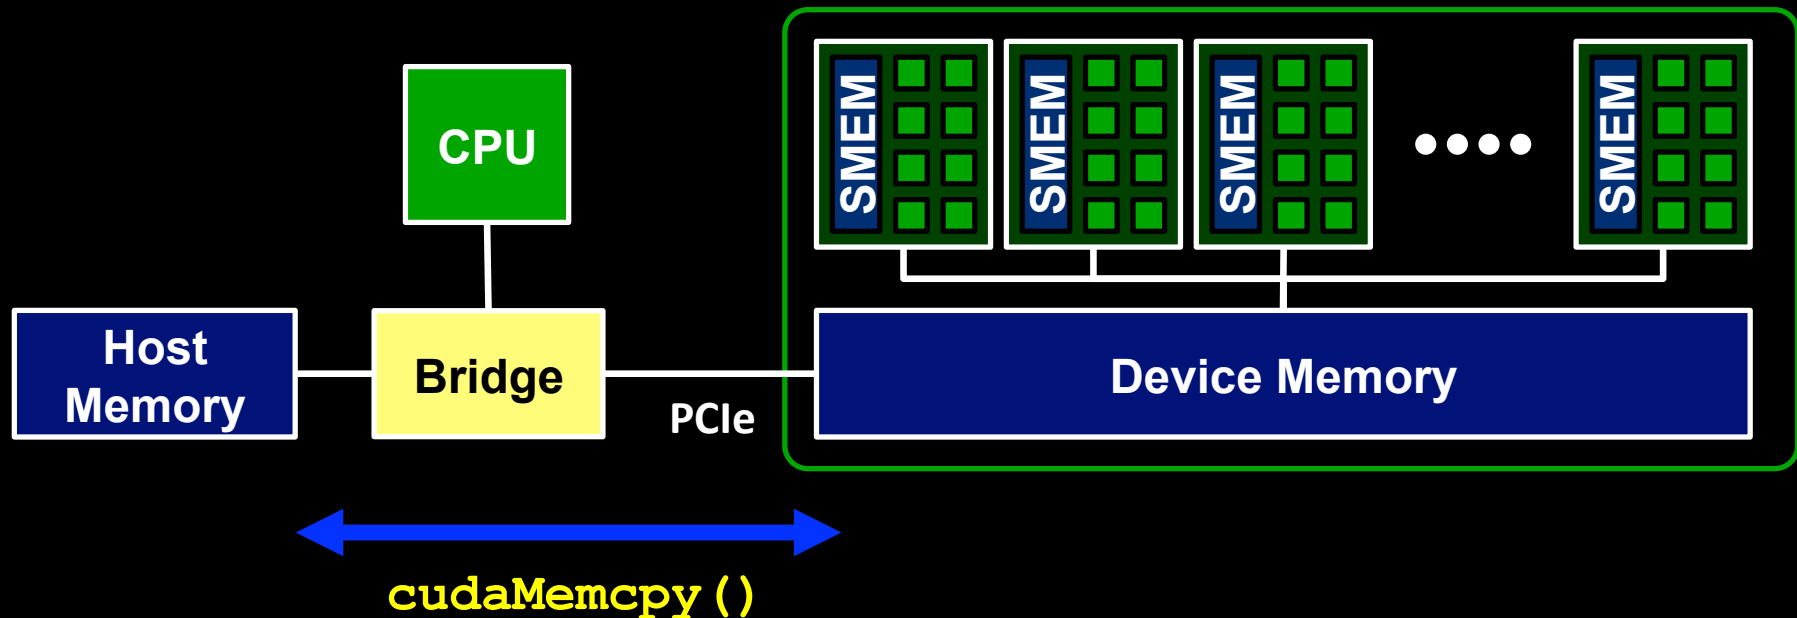 CPU
SMEM
SMEM
SMEM
SMEM
Host
Memory
Bridge
PCIe
Device Memory
cudaMemcpy()